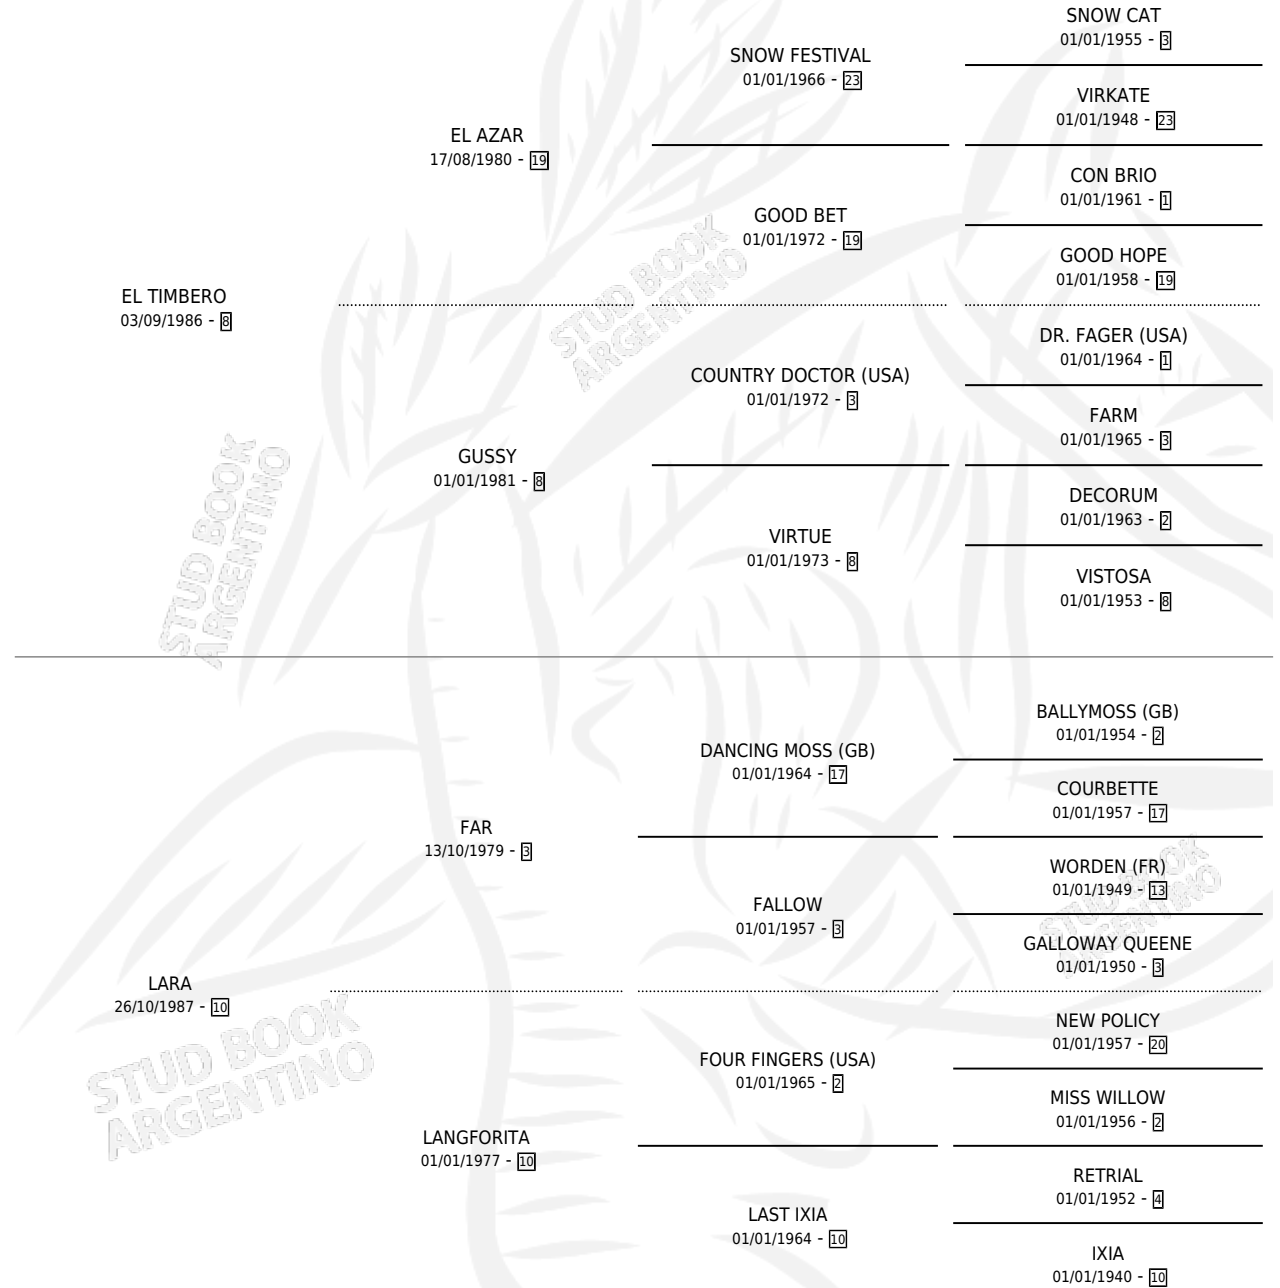 SNOW CAT
01/01/1955 - 3
SNOW FESTIVAL
01/01/1966 - 23
VIRKATE
01/01/1948 - 23
EL AZAR
17/08/1980 - 19
CON BRIO
01/01/1961 - 1
GOOD BET
01/01/1972 - 19
GOOD HOPE
01/01/1958 - 19
EL TIMBERO
03/09/1986 - 8
STUD BOOK
ARGENTINO
DR. FAGER (USA)
01/01/1964 - 1
COUNTRY DOCTOR (USA)
01/01/1972 - 3
FARM
01/01/1965 - 3
GUSSY
01/01/1981 - 8
DECORUM
01/01/1963 - 2
VIRTUE
01/01/1973 - 8
VISTOSA
01/01/1953 - 8
STUD BOOK
ARGENTINO
BALLYMOSS (GB)
01/01/1954 - 2
DANCING MOSS (GB)
01/01/1964 - 17
COURBETTE
01/01/1957 - 17
FAR
13/10/1979 - 3
WORDEN (FR)
01/01/1949 - 13
FALLOW
01/01/1957 - 3
STUD BOOK
ARGENTINO
GALLOWAY QUEENE
01/01/1950 - 3
LARA
26/10/1987 - 10
NEW POLICY
01/01/1957 - 20
FOUR FINGERS (USA)
01/01/1965 - 2
STUD BOOK
ARGENTINO
MISS WILLOW
01/01/1956 - 2
LANGFORITA
01/01/1977 - 10
RETRIAL
01/01/1952 - 4
LAST IXIA
01/01/1964 - 10
IXIA
01/01/1940 - 10